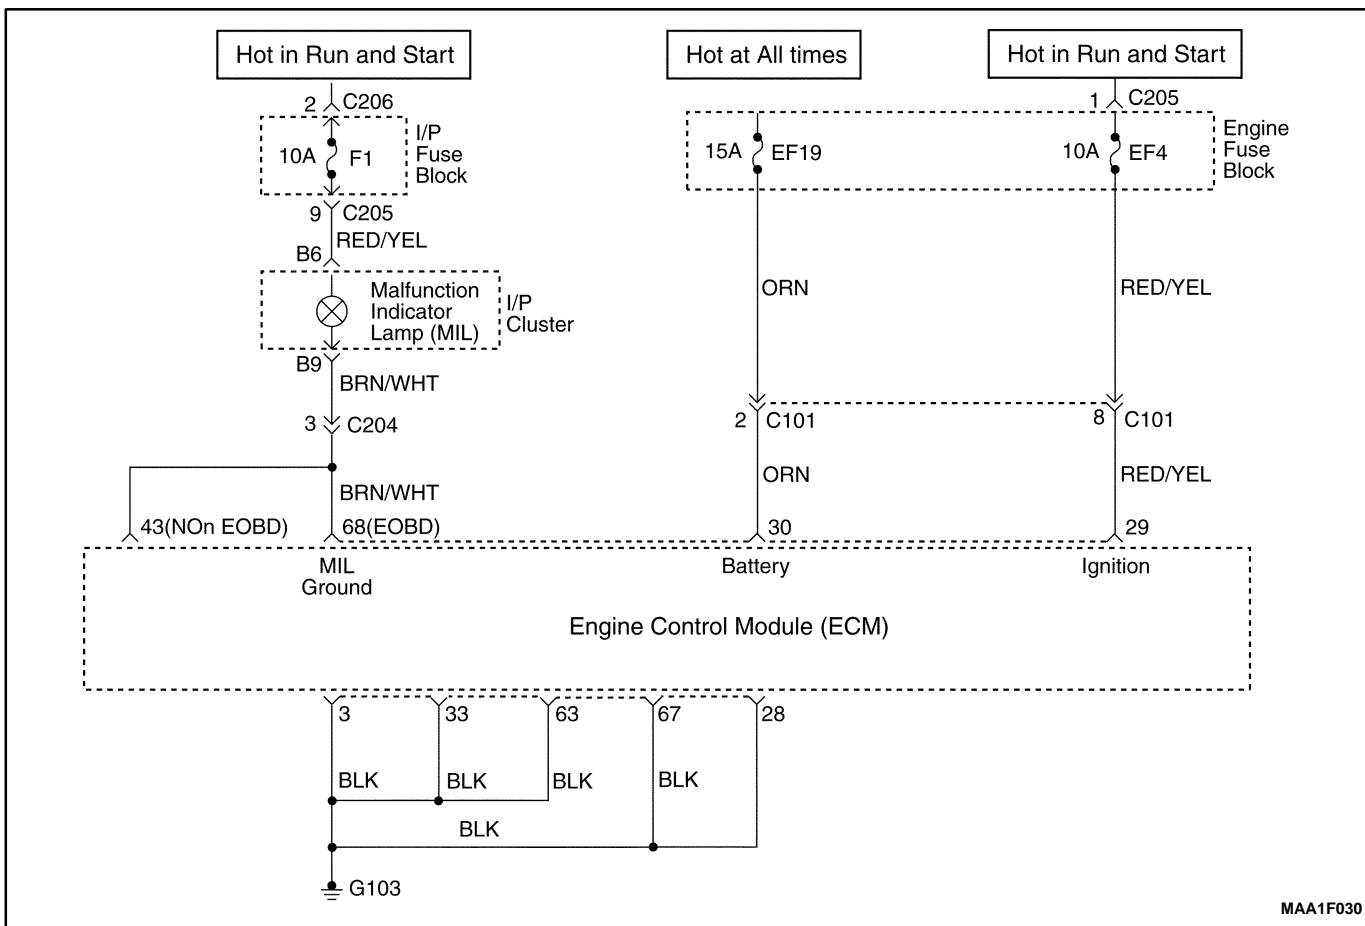 Hot in Run and Start
Hot at All times
Hot in Run and Start
2
C206
1
C205
I/P
Fuse
Block
10A
F1
15A
EF19
10A
EF4
Engine
Fuse
Block
9
C205
RED/YEL
B6
Malfunction
Indicator
Lamp (MIL)
I/P
Cluster
ORN
RED/YEL
B9
BRN/WHT
3
C204
2
C101
8
C101
BRN/WHT
ORN
RED/YEL
43(NOn EOBD)
68(EOBD)
30
29
MIL
Ground
Battery
Ignition
Engine Control Module (ECM)
3
33
63
67
28
BLK
BLK
BLK
BLK
BLK
G103
MAA1F030